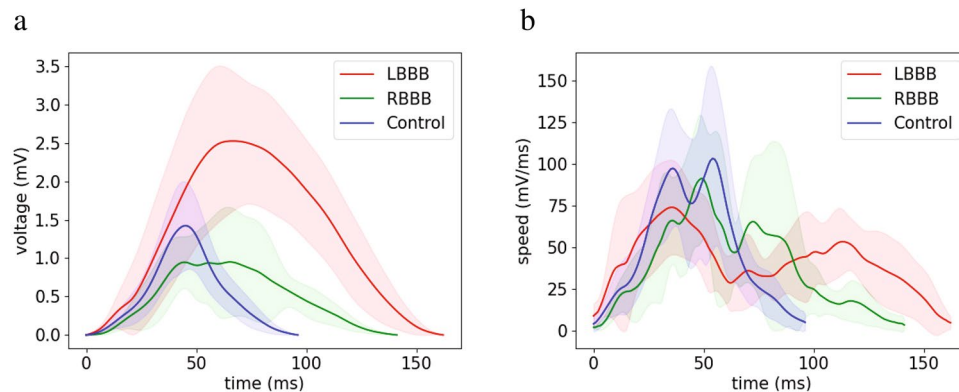 a
3.5
3.0
2.5
2.0
1.5
1.0
0.5
0.0
voltage (mV)
0
50
100
150
time (ms)
LBBB
RBBB
Control
b
150
125
100
75
50
25
0
speed (mV/ms)
0
50
100
150
time (ms)
LBBB
RBBB
Control